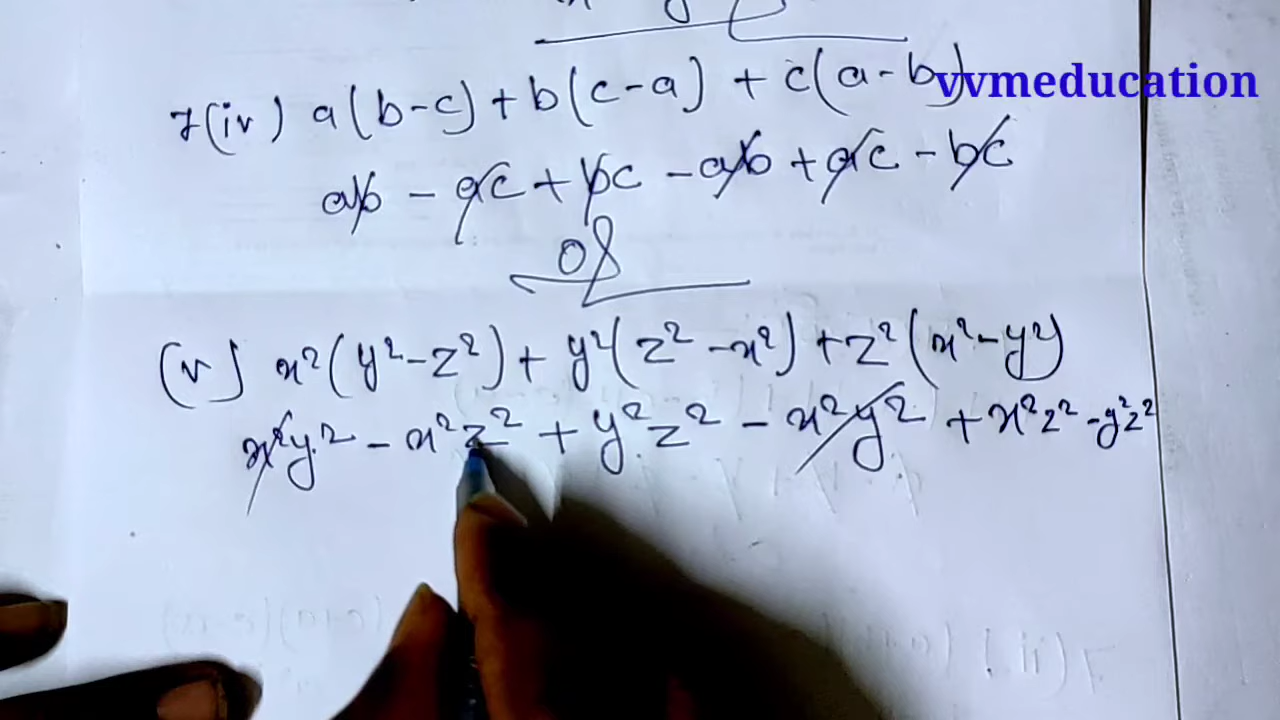 vvmeducation
7(iv) a(b-c)+b(c-a)+c(a-b)
ab-ac+bc-ab+ac-bc
0
(v) x²(y²-z²)+y²(z²-x²)+z²(x²-y²)
x²y²-x²z²+y²z²-x²y²+x²z²-y²z²